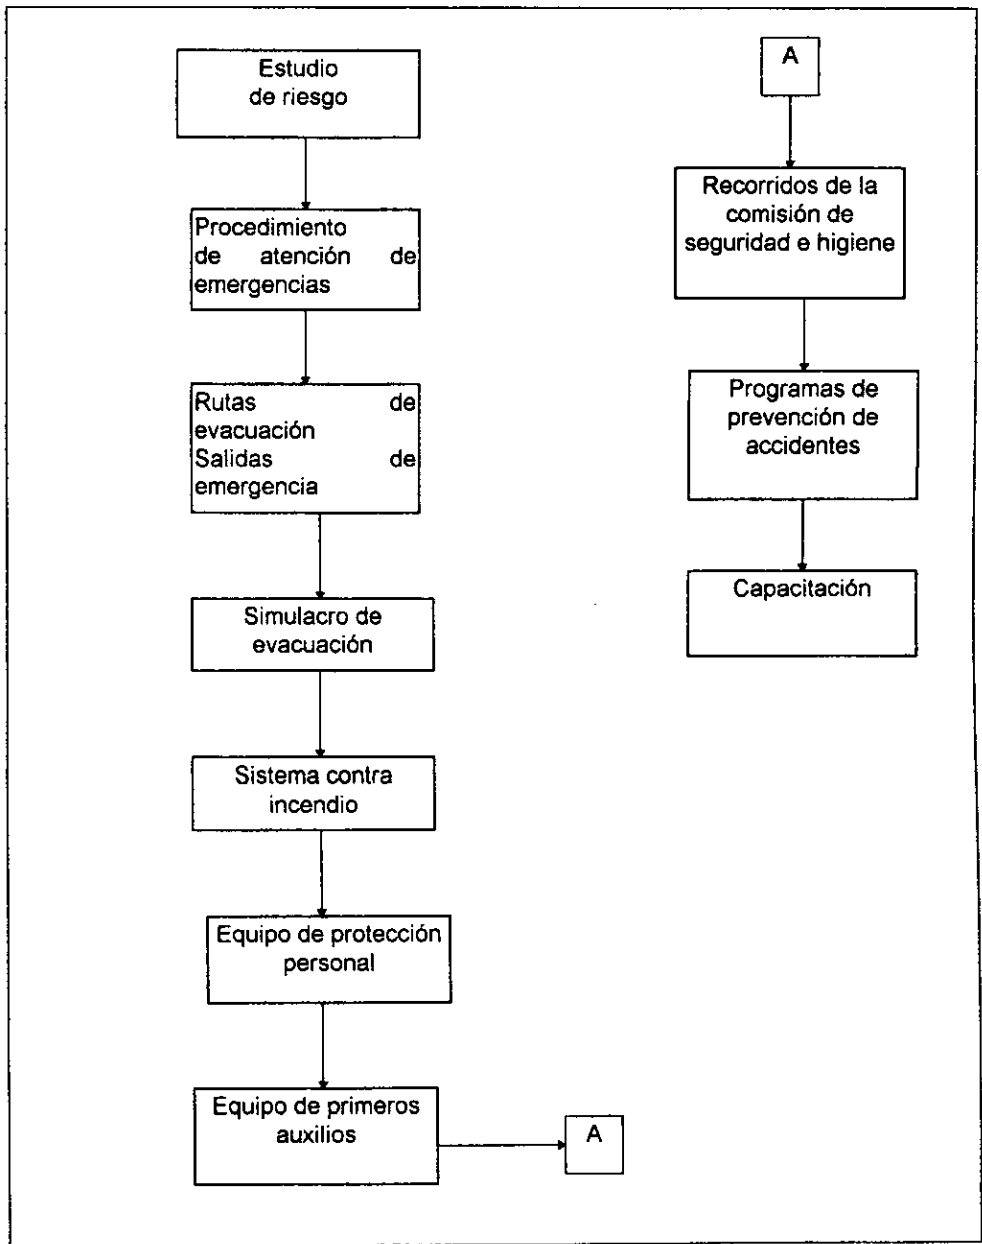 Estudio
de riesgo
Procedimiento
de atención de
emergencias
Rutas de
evacuación
Salidas de
emergencia
Simulacro de
evacuación
Sistema contra
incendio
Equipo de protección
personal
Equipo de primeros
auxilios
A
A
Recorridos de la
comisión de
seguridad e higiene
Programas de
prevención de
accidentes
Capacitación